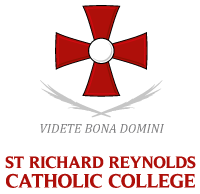 VIDETE BONA DOMINI
ST RICHARD REYNOLDS
CATHOLIC COLLEGE